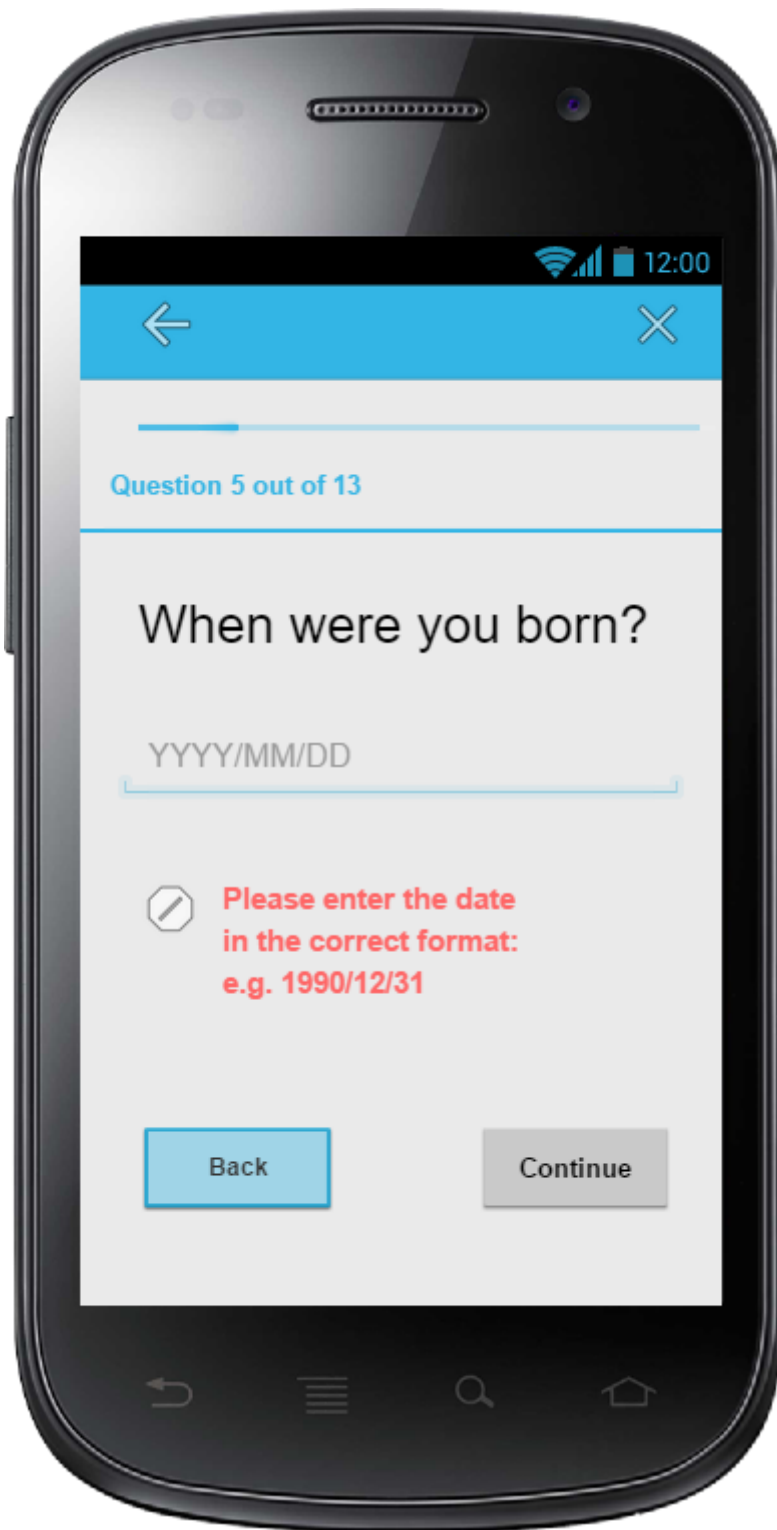 12:00
Question 5 out of 13
When were you born?
YYYY/MM/DD
Please enter the date
in the correct format:
e.g. 1990/12/31
Back
Continue